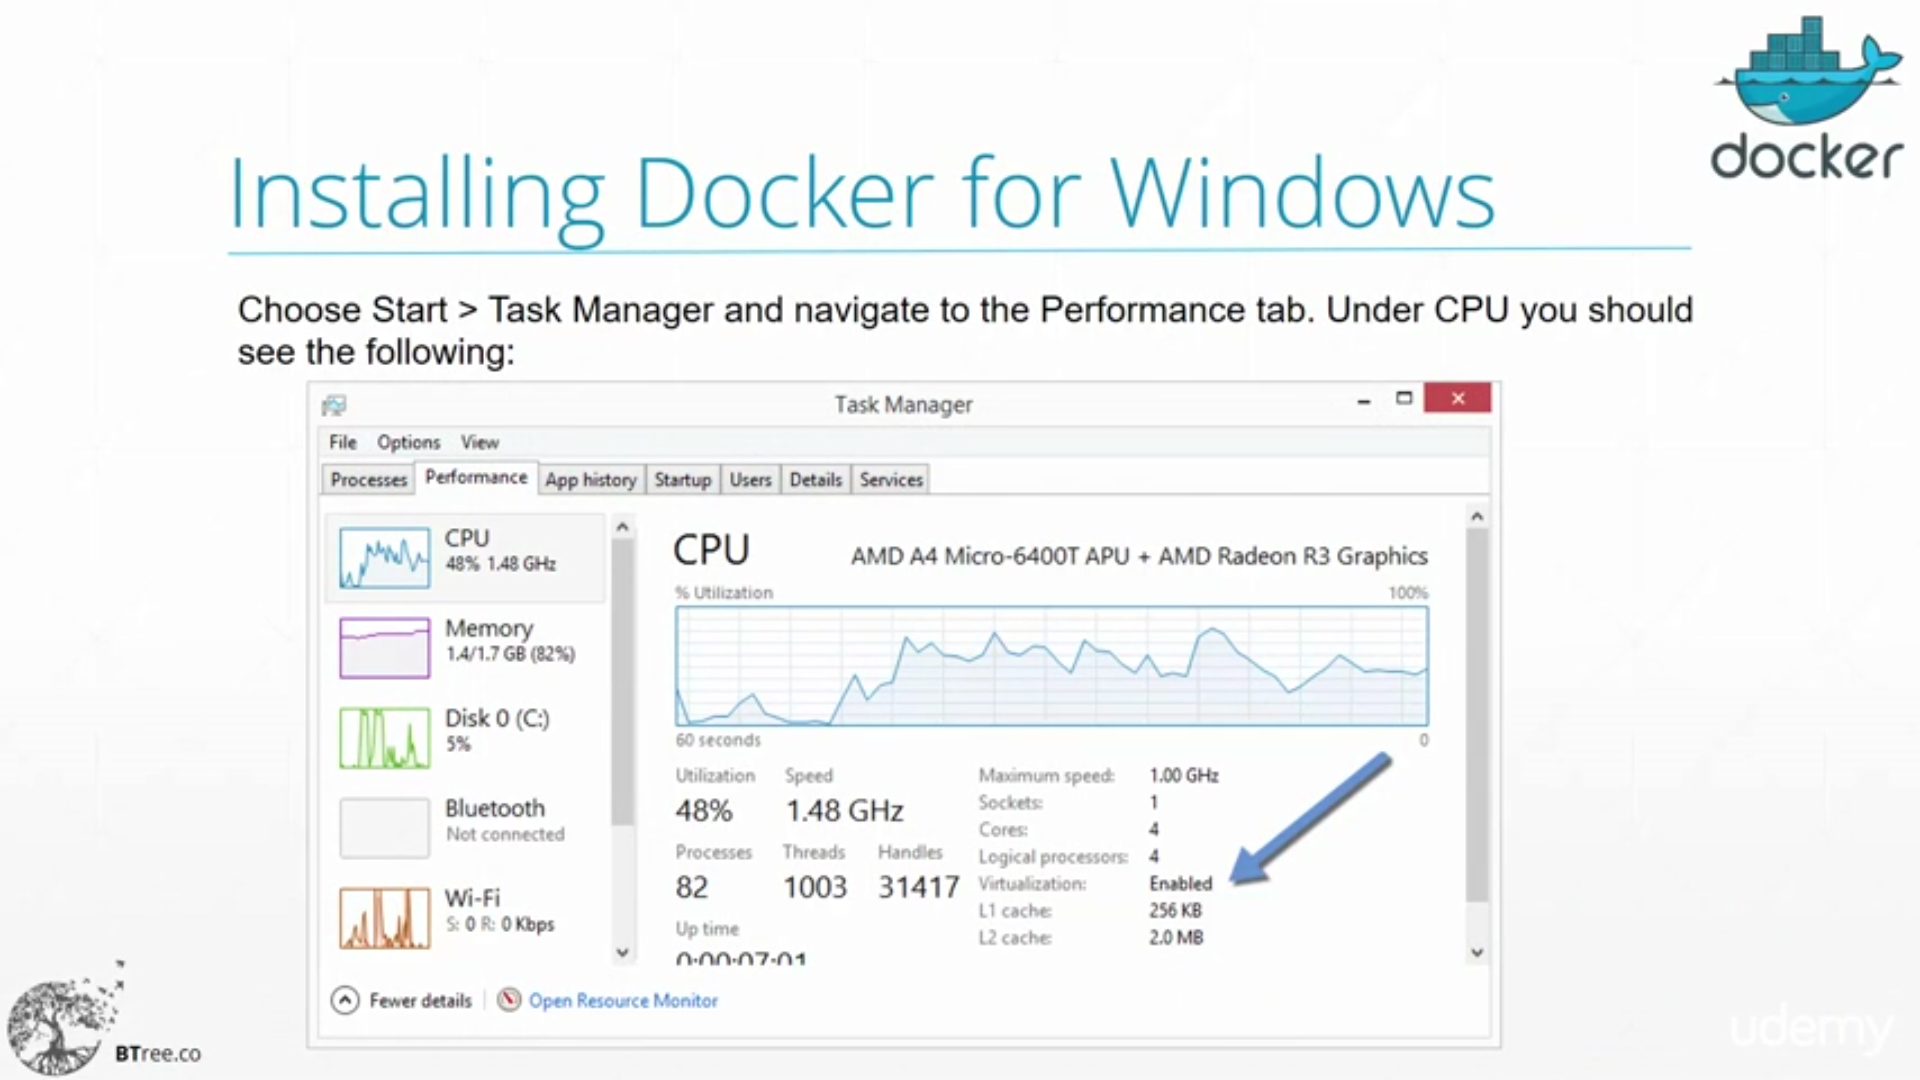 docker
Installing Docker for Windows
Choose Start > Task Manager and navigate to the Performance tab. Under CPU you should
see the following:
Task Manager
File Options View
Processes Performance App history Startup Users Details Services
CPU
48% 1.48 GHz
Memory
1.4/1.7 GB (82%)
Disk 0 (C:)
5%
Bluetooth
Not connected
Wi-Fi
S: 0 R: 0 Kbps
CPU AMD A4 Micro-6400T APU + AMD Radeon R3 Graphics
% Utilization 100%
60 seconds 0
Utilization Speed
48% 1.48 GHz
Processes Threads Handles
82 1003 31417
Up time
0:00:07:01
Maximum speed: 1.00 GHz
Sockets: 1
Cores: 4
Logical processors: 4
Virtualization: Enabled
L1 cache: 256 KB
L2 cache: 2.0 MB
Fewer details Open Resource Monitor
BTree.co
udemy